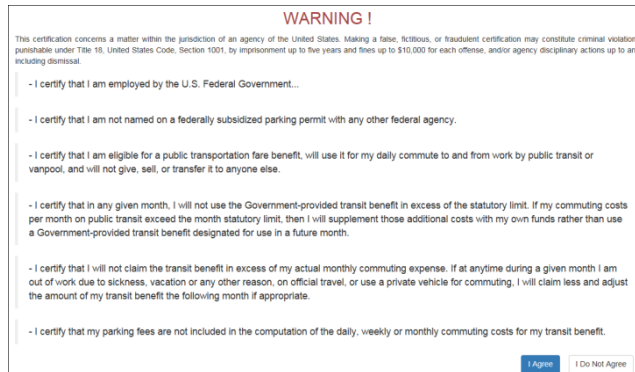 WARNING !
This certification concerns a matter within the jurisdiction of an agency of the United States. Making a false, fictitious, or fraudulent certification may constitute criminal violation
punishable under Title 18, United States Code, Section 1001, by imprisonment up to five years and fines up to $10,000 for each offense, and/or agency disciplinary actions up to an
including dismissal.
- I certify that I am employed by the U.S. Federal Government...
- I certify that I am not named on a federally subsidized parking permit with any other federal agency.
- I certify that I am eligible for a public transportation fare benefit, will use it for my daily commute to and from work by public transit or
vanpool, and will not give, sell, or transfer it to anyone else.
- I certify that in any given month, I will not use the Government-provided transit benefit in excess of the statutory limit. If my commuting costs
per month on public transit exceed the month statutory limit, then I will supplement those additional costs with my own funds rather than use
a Government-provided transit benefit designated for use in a future month.
- I certify that I will not claim the transit benefit in excess of my actual monthly commuting expense. If at anytime during a given month I am
out of work due to sickness, vacation or any other reason, on official travel, or use a private vehicle for commuting, I will claim less and adjust
the amount of my transit benefit the following month if appropriate.
- I certify that my parking fees are not included in the computation of the daily, weekly or monthly commuting costs for my transit benefit.
I Agree I Do Not Agree